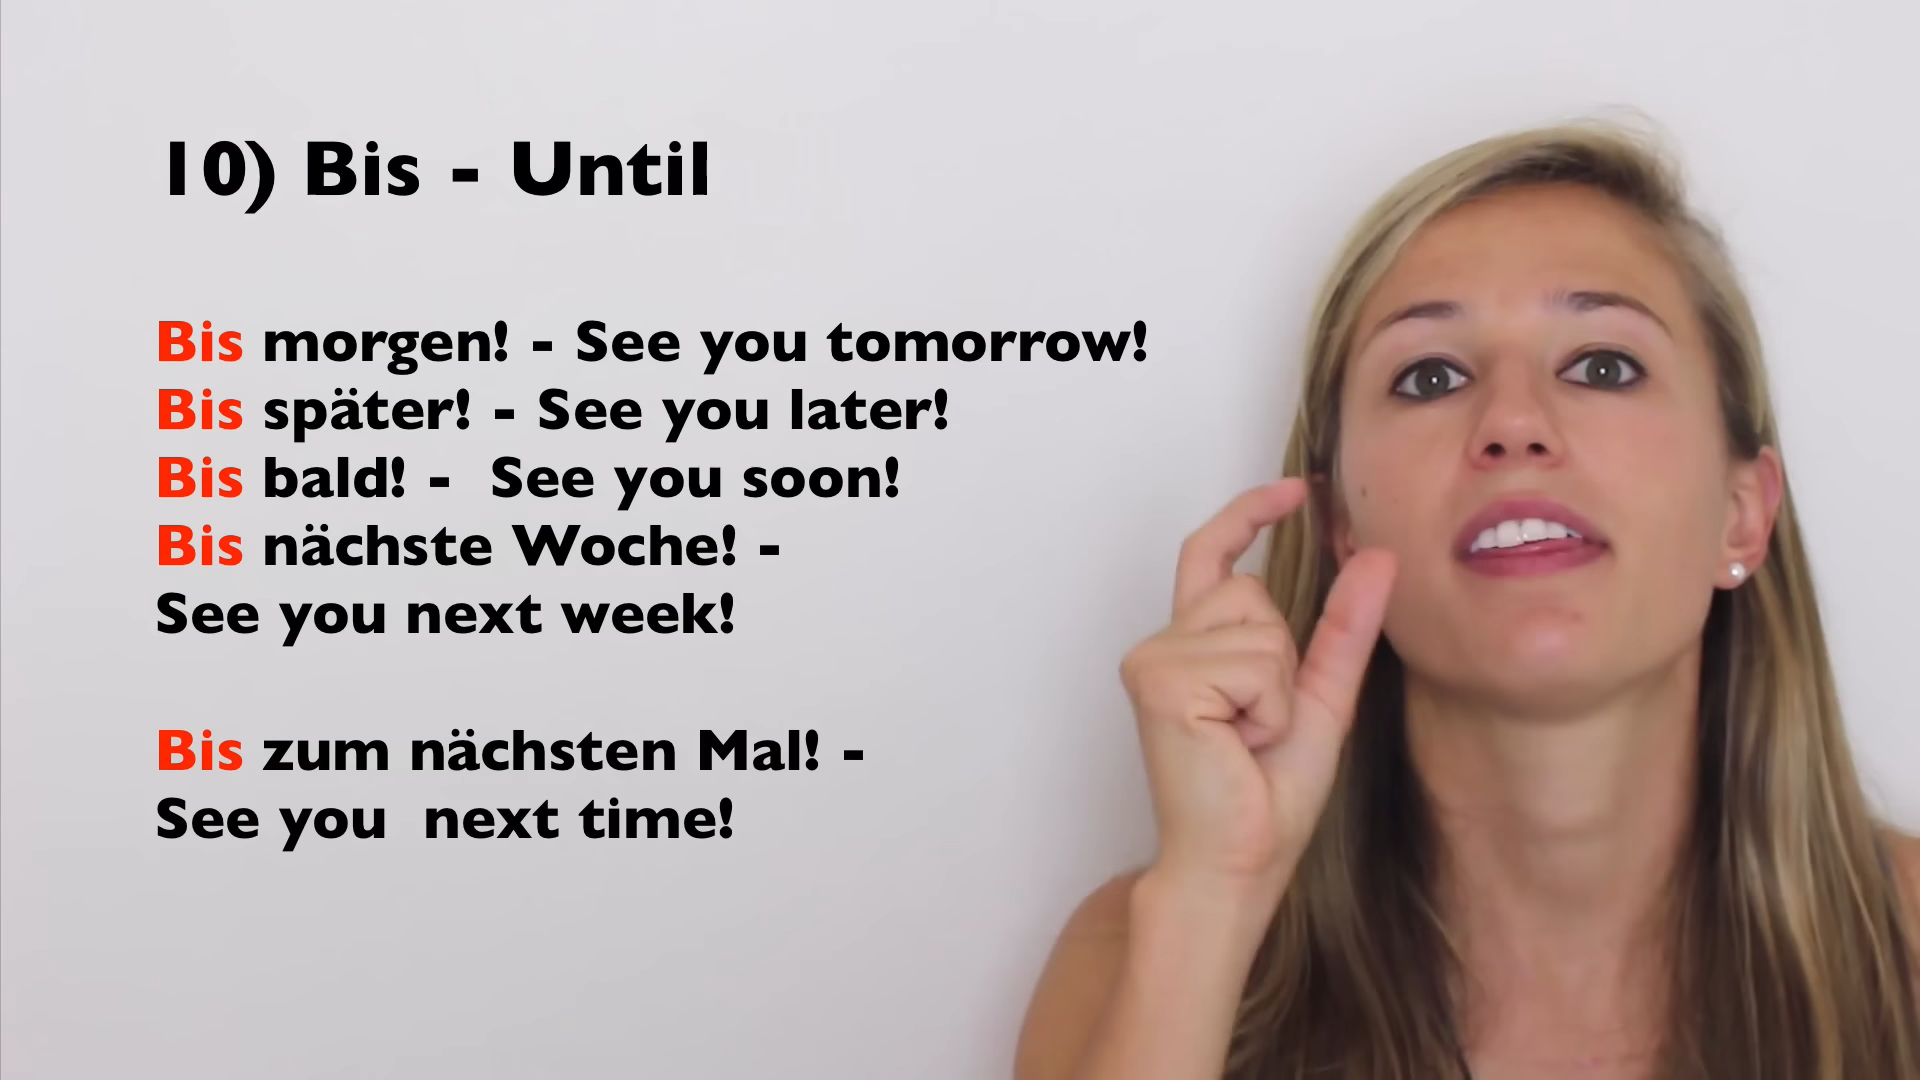 10) Bis - Until
Bis morgen! - See you tomorrow!
Bis später! - See you later!
Bis bald! - See you soon!
Bis nächste Woche! -
See you next week!
Bis zum nächsten Mal! -
See you next time!